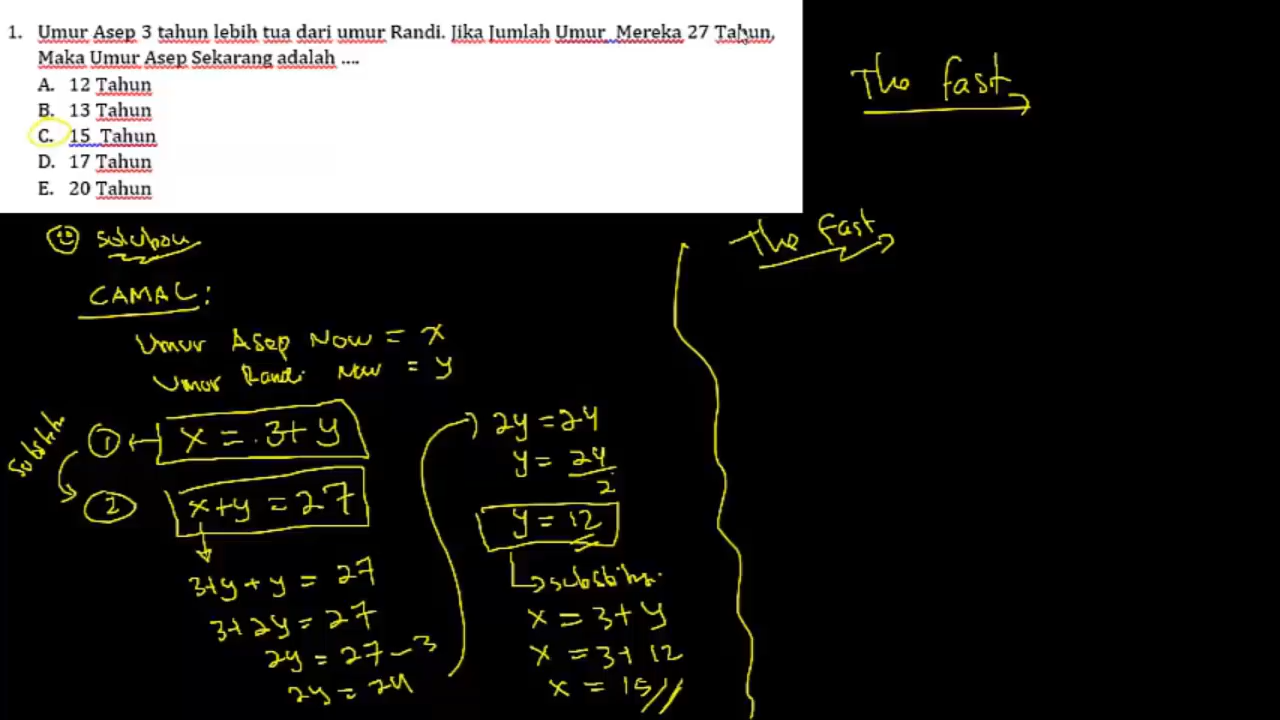 1. Umur Asep 3 tahun lebih tua dari umur Randi. Jika Jumlah Umur Mereka 27 Tahun,
Maka Umur Asep Sekarang adalah ....
A. 12 Tahun
B. 13 Tahun
C. 15 Tahun
D. 17 Tahun
E. 20 Tahun
The fast
Solution
CAMAL:
Umur Asep Now = x
Umur Randi Now = y
① x = 3+y
② x+y = 27
3+y+y = 27
3+2y = 27
2y = 27-3
2y = 24
2y = 24
y = 24/2
y = 12
x = 3+y
x = 3+12
x = 15//
The Fast